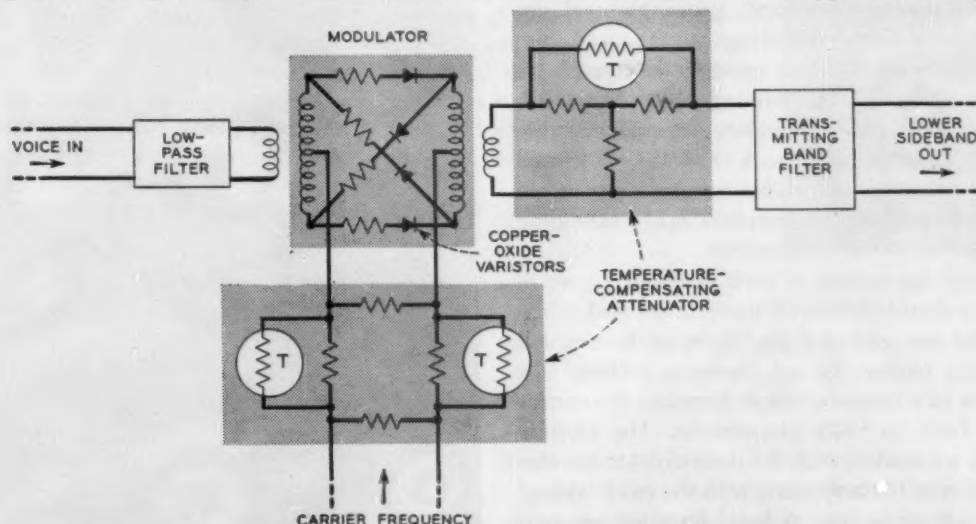 MODULATOR
T
VOICE IN
LOW-
PASS
FILTER
TRANS-
MITTING
BAND
FILTER
LOWER
SIDEBAND
OUT
COPPER-
OXIDE
VARISTORS
TEMPERATURE-
COMPENSATING
ATTENUATOR
T
T
CARRIER FREQUENCY